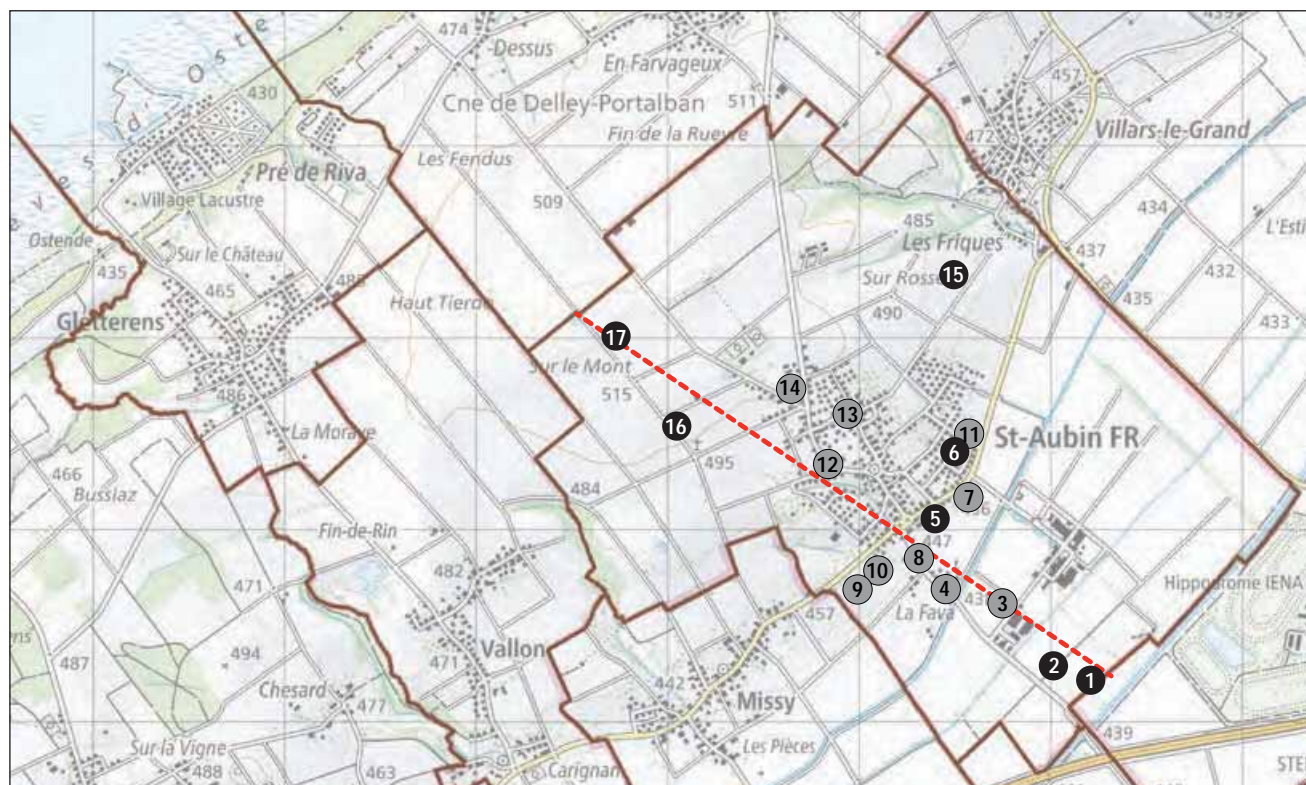 474
Dessus
En Farvageux
511
457
Oste
430
Cne de Delley-Portalban
Fin de la Rueyre
472
Villars-le-Grand
d'
Les Fendus
Pré de Riva
eves
Village Lacustre
509
485
434
Ostende
Sur le Château
Les Friques
437
L'Esti
435
465
485
Haut Tierdo
Sur Rosse
15
432
435
Gletterens
490
433
17
Sur le Mont
515
14
486
13
La Moraye
16
11
St-Aubin FR
6
466
Bussiaz
495
12
484
7
5
Fin-de-Rin
447
8
482
10
Hippodrome IENA
471
9
4
3
457
La Fava
494
487
471
Vallon
2
1
Chesard
442
477
Missy
439
Sur la Vigne
Les Pièces
488
463
Carignan
STE